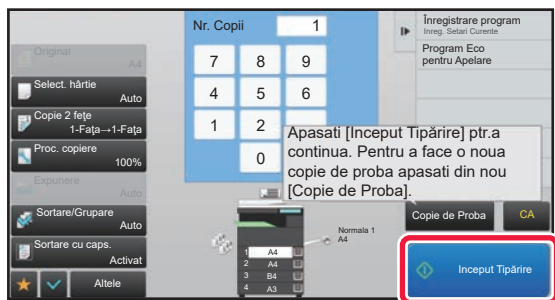 Nr. Copii
1
Înregistrare program
Inreg. Setari Curente
Program Eco
pentru Apelare
Original
A4
Select. hârtie
Auto
Copie 2 feţe
1-Faţa→1-Faţa
Proc. copiere
100%
Expunere
Auto
Sortare/Grupare
Auto
Sortare cu caps.
Activat
Altele
7
8
9
4
5
6
1
2
0
Apasati [Inceput Tipărire] ptr.a
continua. Pentru a face o noua
copie de proba apasati din nou
[Copie de Proba].
Normala 1
A4
1 A4
2 A4
3 B4
4 A3
Copie de Proba
CA
Inceput Tipărire